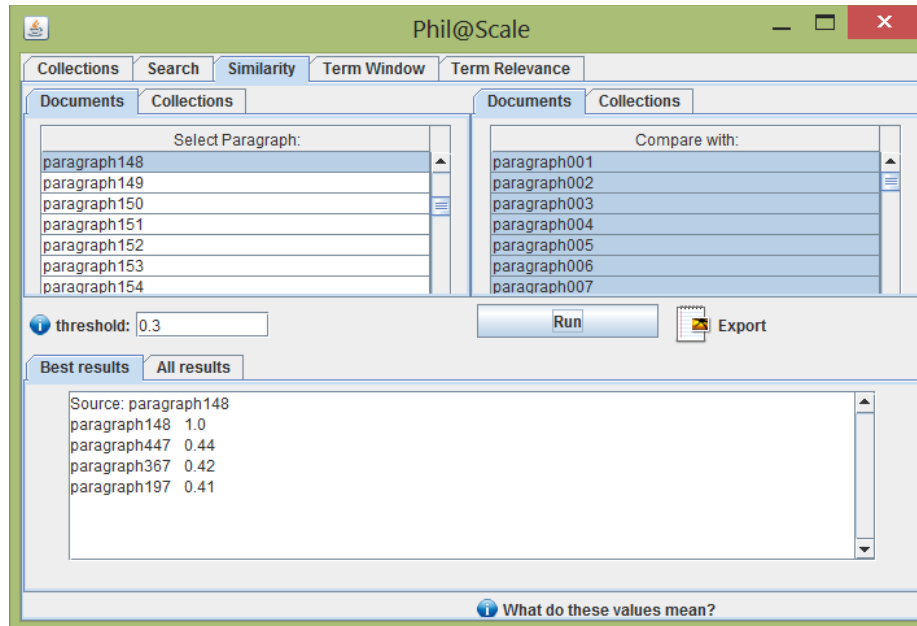 Phil@Scale
Collections Search Similarity Term Window Term Relevance
Documents Collections Documents Collections
Select Paragraph: Compare with:
paragraph148 paragraph001
paragraph149 paragraph002
paragraph150 paragraph003
paragraph151 paragraph004
paragraph152 paragraph005
paragraph153 paragraph006
paragraph154 paragraph007
threshold: 0.3 Run Export
Best results All results
Source: paragraph148
paragraph148 1.0
paragraph447 0.44
paragraph367 0.42
paragraph197 0.41
What do these values mean?